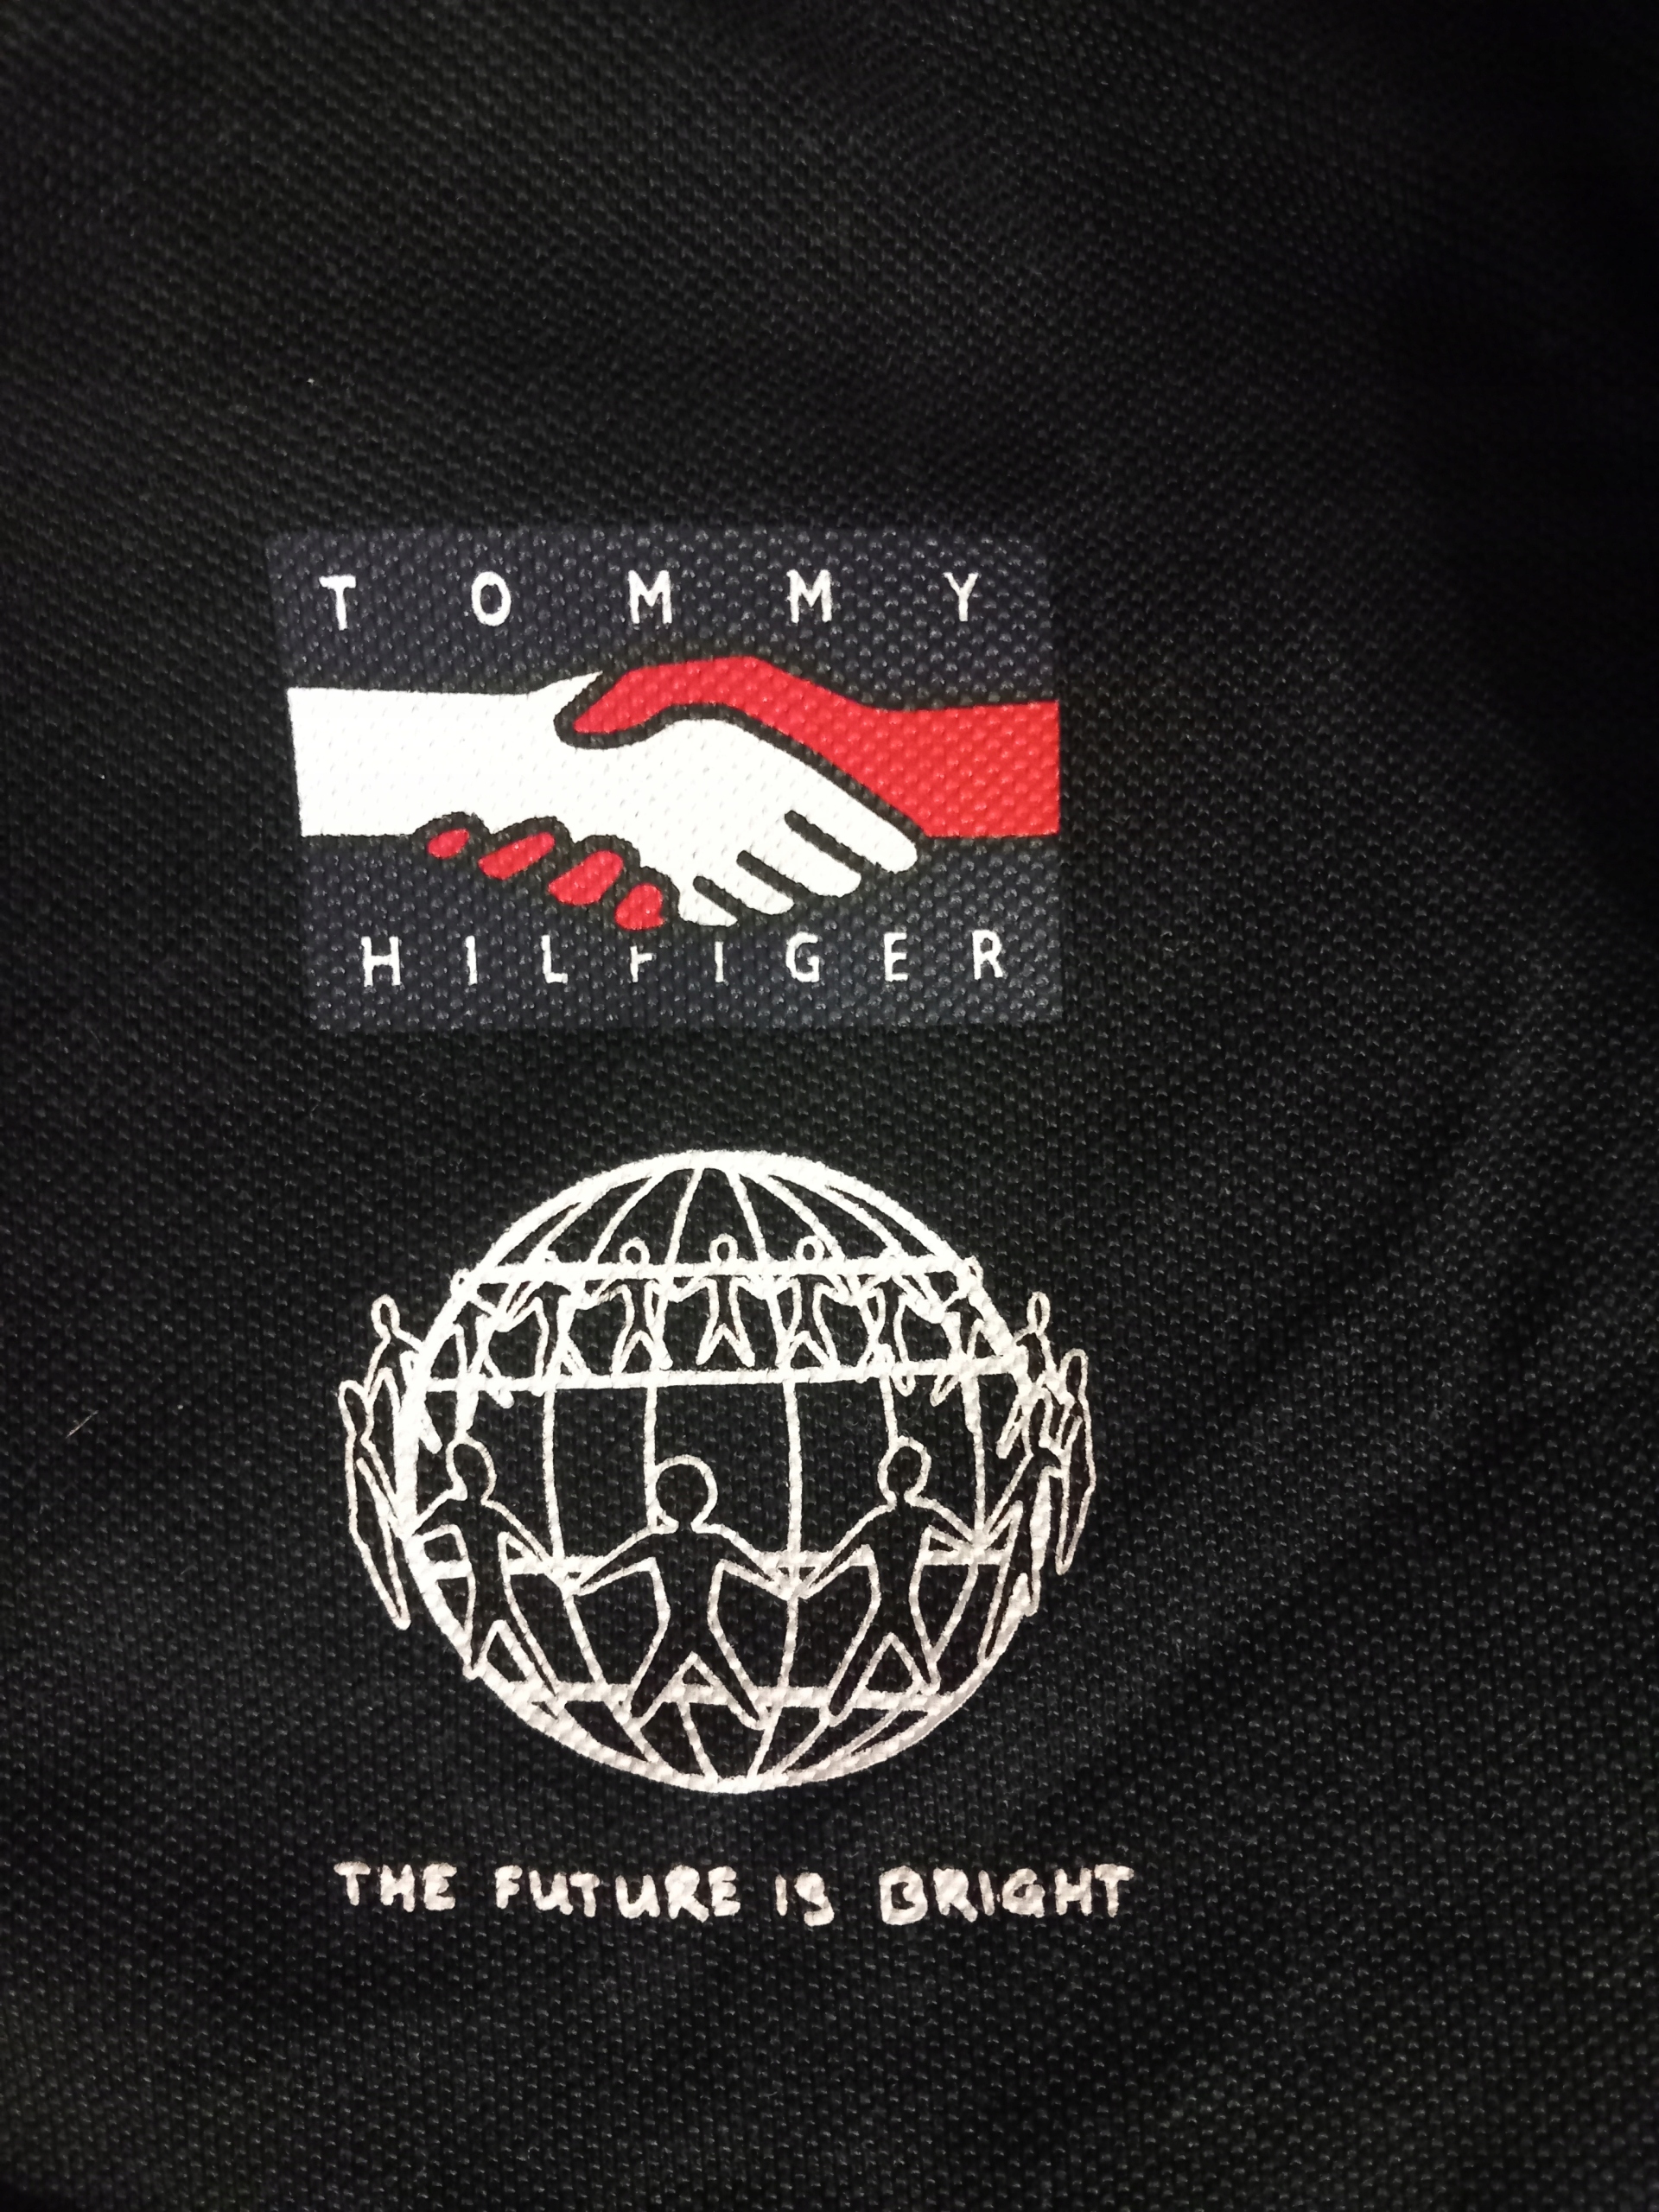 TOMMY
HILFIGER
THE FUTURE IS BRIGHT